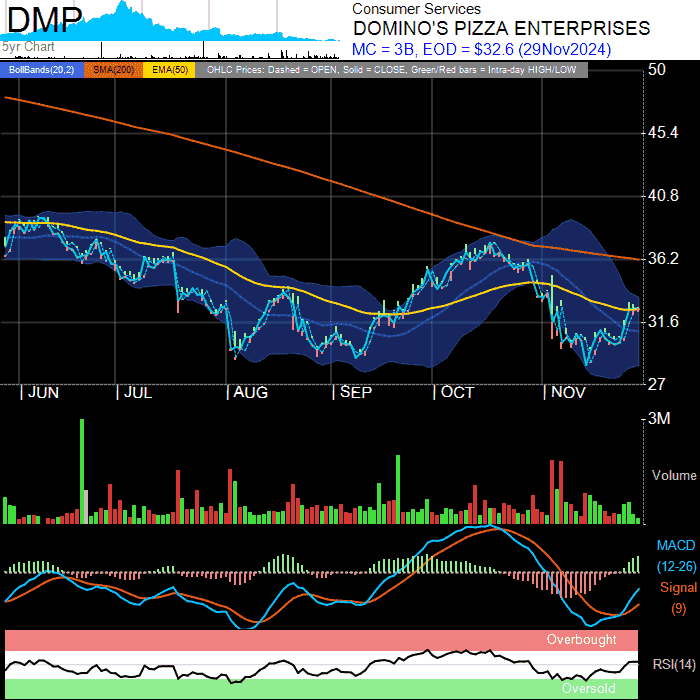 DMP
5yr Chart
Consumer Services
DOMINO'S PIZZA ENTERPRISES
MC = 3B, EOD = $32.6 (29Nov2024)
BollBands(20,2) SMA(200) EMA(50) OHLC Prices: Dashed = OPEN, Solid = CLOSE, Green/Red bars = Intra-day HIGH/LOW
50
45.4
40.8
36.2
31.6
27
| JUN | JUL | AUG | SEP | OCT | NOV
3M
Volume
MACD
(12-26)
Signal
(9)
Overbought
RSI(14)
Oversold